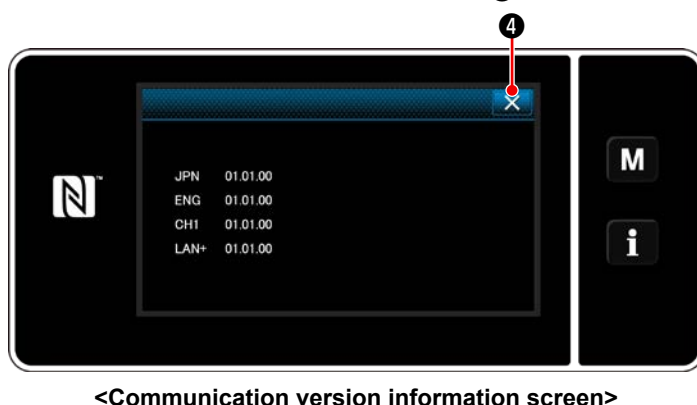 ❹
JPN 01.01.00
ENG 01.01.00
CH1 01.01.00
LAN+ 01.01.00
M
i
<Communication version information screen>